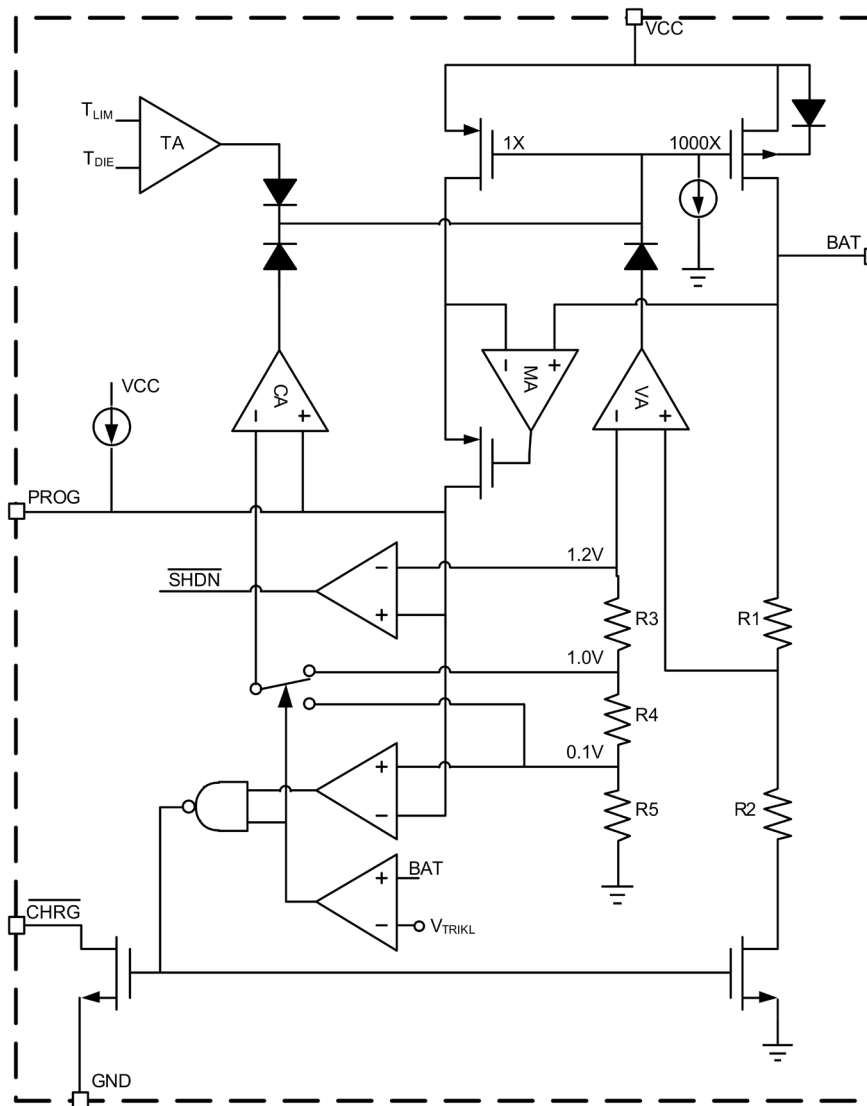 VCC
TLIM
TDIE
TA
1X
1000X
BAT
MA
CA
VA
VCC
PROG
1.2V
SHDN
R3
R1
1.0V
R4
0.1V
R5
R2
BAT
VTRIKL
CHRG
GND
- +
- +
- +
-
+
+
-
+
-